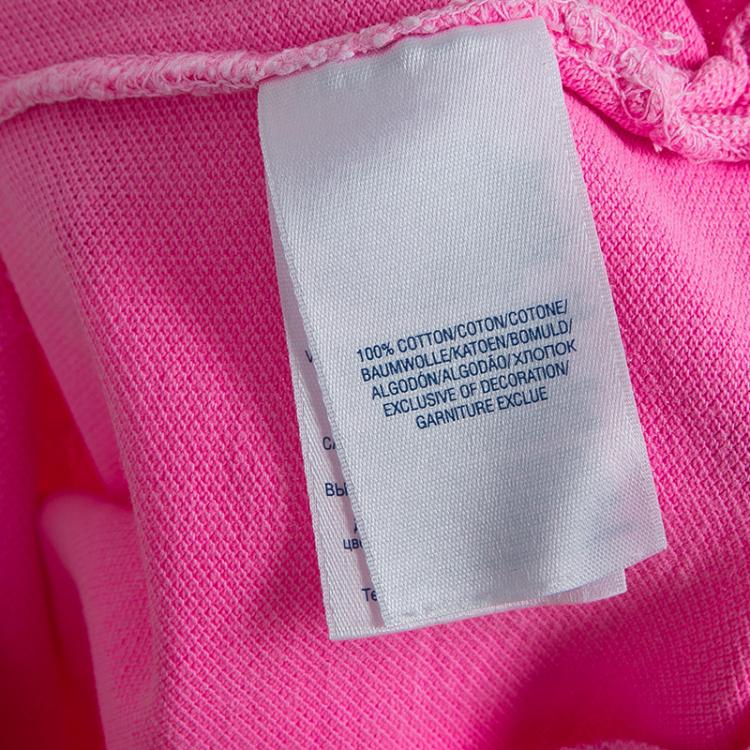 100% COTTON/COTON/COTONE/
BAUMWOLLE/KATOEN/BOMULD/
ALGODÓN/ALGODÃO/ХЛОПОК
EXCLUSIVE OF DECORATION/
GARNITURE EXCLUE